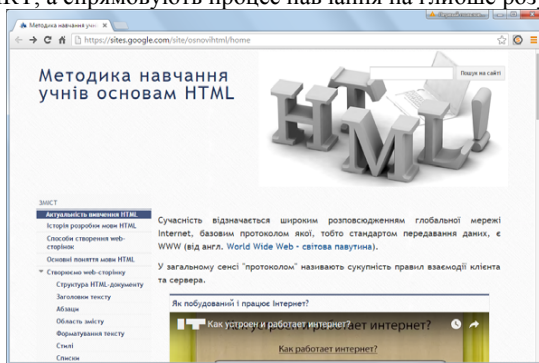 КТ, а спрямовують процес навчання на глибше роз
Методика навчання учн
https://sites.google.com/site/osnovihtml/home
Методика навчання
учнів основам HTML
Пошук на сайті
HTML!
ЗМІСТ
Актуальність вивчення HTML
Історія розробки мови HTML
Способи створення web-
сторінок
Основні поняття мови HTML
Створюємо web-сторінку
Структура HTML-документу
Заголовки тексту
Абзаци
Область змісту
Форматування тексту
Стилі
Списки
Сучасність відзначається широким розповсюдженням глобальної мережі
Internet, базовим протоколом якої, тобто стандартом передавання даних, є
WWW (від англ. World Wide Web - світова павутина).
У загальному сенсі "протоколом" називають сукупність правил взаємодії клієнта
та сервера.
Як побудований і працює Інтернет?
Как устроен и работает интернет?
Как работает интернет?